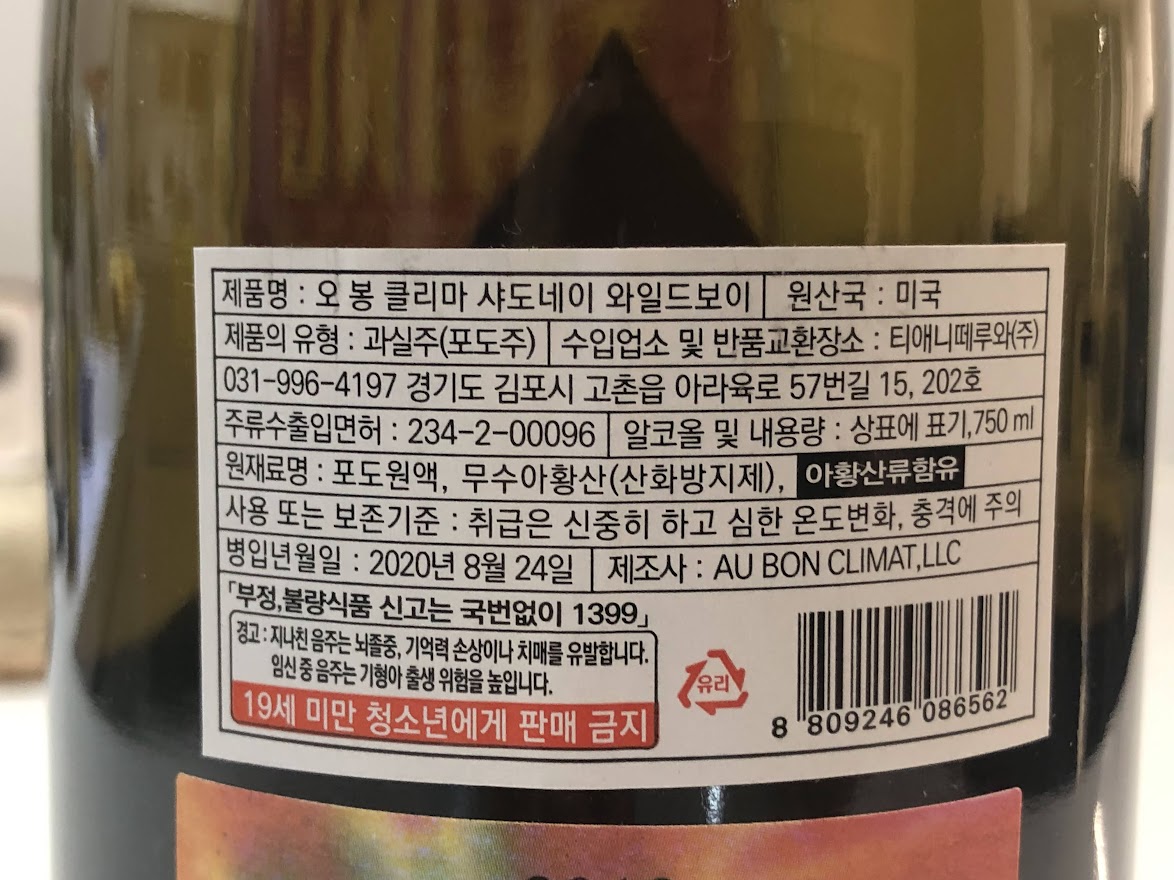 제품명 : 오 봉 클리마 샤도네이 와일드보이 원산국 : 미국
제품의 유형 : 과실주(포도주) 수입업소 및 반품교환장소 : 티애니떼루와(주)
031-996-4197 경기도 김포시 고촌읍 아라육로 57번길 15, 202호
주류수출입면허 : 234-2-00096 알코올 및 내용량 : 상표에 표기,750 ml
원재료명 : 포도원액, 무수아황산(산화방지제), 아황산류함유
사용 또는 보존기준 : 취급은 신중히 하고 심한 온도변화, 충격에 주의
병입년월일 : 2020년 8월 24일 제조사 : AU BON CLIMAT,LLC
「부정,불량식품 신고는 국번없이 1399」
경고 : 지나친 음주는 뇌졸중, 기억력 손상이나 치매를 유발합니다.
임신 중 음주는 기형아 출생 위험을 높입니다.
19세 미만 청소년에게 판매 금지
유리
8 809246 086562